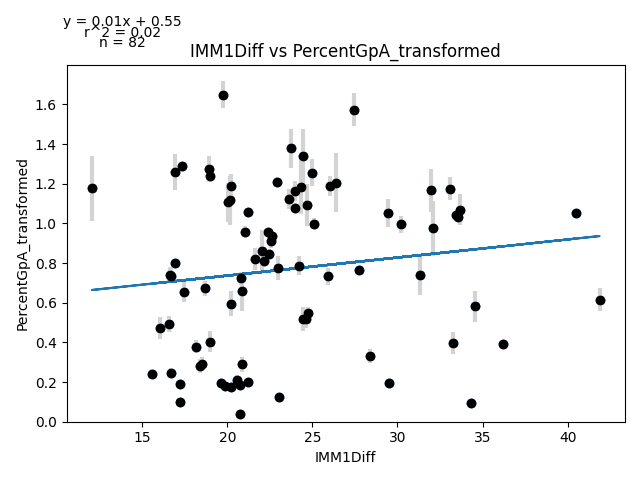 y = 0.01x + 0.55
r^2 = 0.02
n = 82
IMM1Diff vs PercentGpA_transformed
PercentGpA_transformed
1.6
1.4
1.2
1.0
0.8
0.6
0.4
0.2
0.0
15 20 25 30 35 40
IMM1Diff